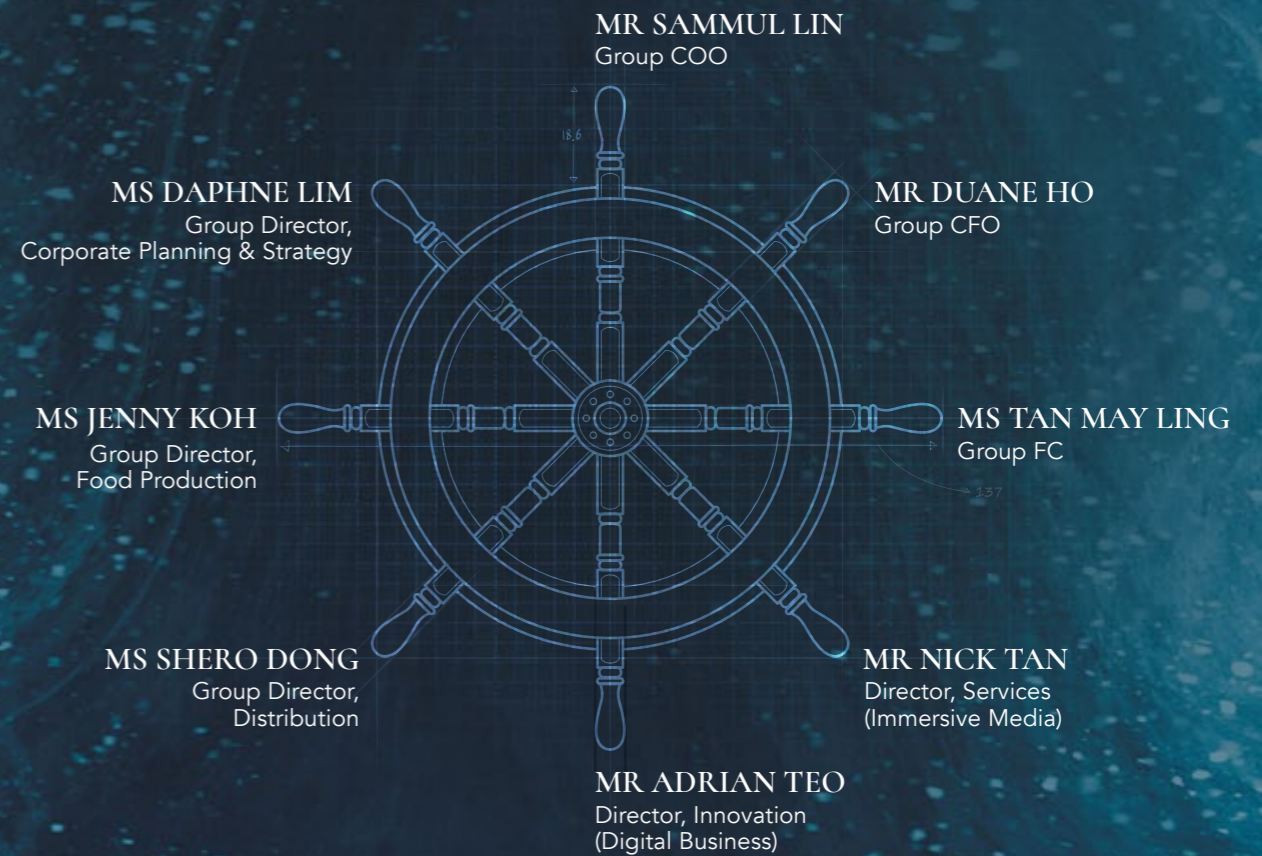 MR SAMMUL LIN
Group COO
18.6
MS DAPHNE LIM
Group Director,
Corporate Planning & Strategy
MR DUANE HO
Group CFO
MS JENNY KOH
Group Director,
Food Production
MS TAN MAY LING
Group FC
137
MS SHERO DONG
Group Director,
Distribution
MR NICK TAN
Director, Services
(Immersive Media)
MR ADRIAN TEO
Director, Innovation
(Digital Business)